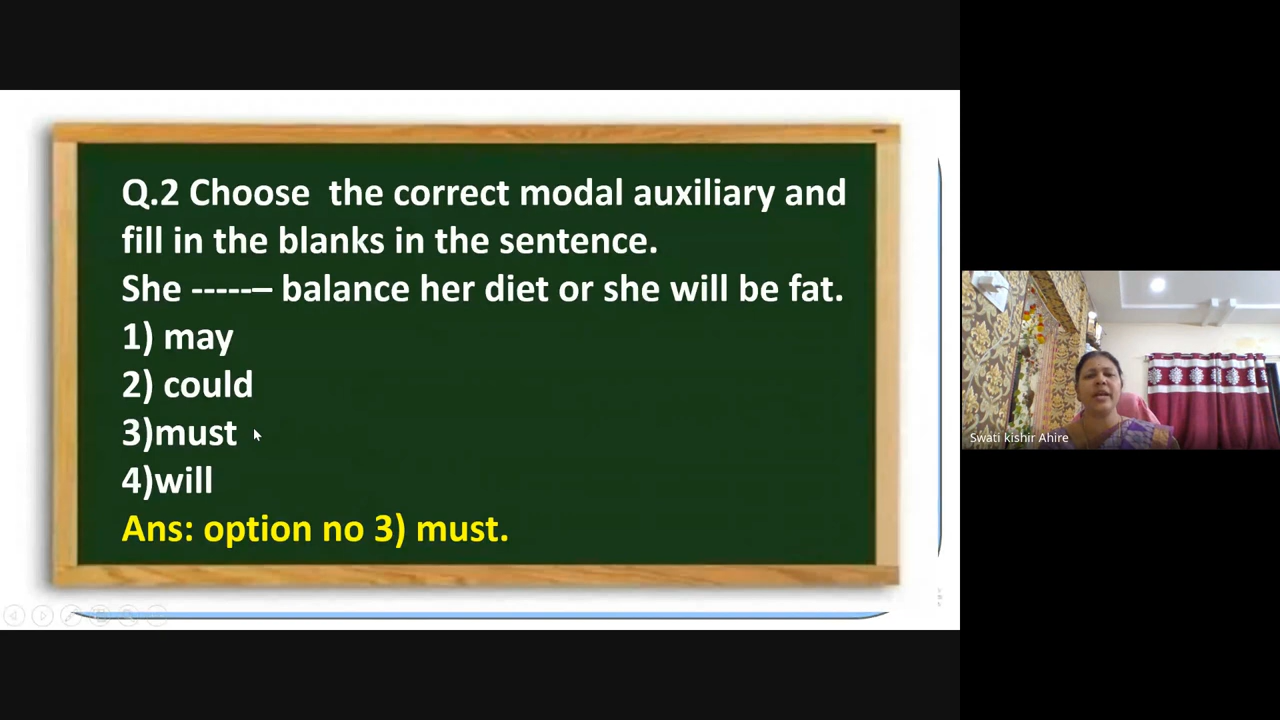 Q.2 Choose the correct modal auxiliary and
fill in the blanks in the sentence.
She -----– balance her diet or she will be fat.
1) may
2) could
3)must
4)will
Ans: option no 3) must.
Swati kishir Ahire